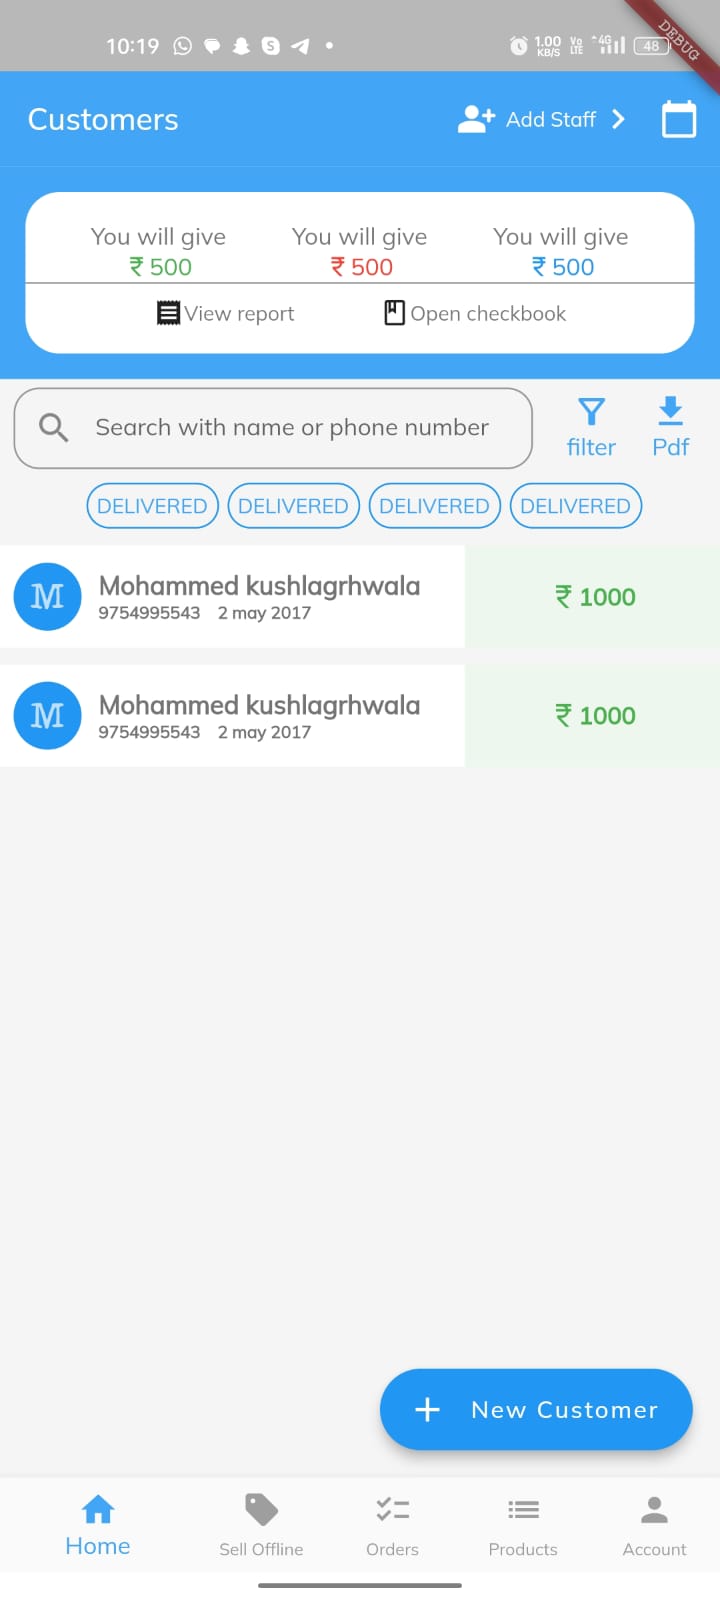 10:19
1.00 KB/S
Vo LTE
4G
48
DEBUG
Customers
Add Staff
You will give You will give You will give
₹ 500 ₹ 500 ₹ 500
View report Open checkbook
Search with name or phone number
filter Pdf
DELIVERED DELIVERED DELIVERED DELIVERED
M
Mohammed kushlagrhwala
9754995543 2 may 2017
₹ 1000
M
Mohammed kushlagrhwala
9754995543 2 may 2017
₹ 1000
+ New Customer
Home Sell Offline Orders Products Account